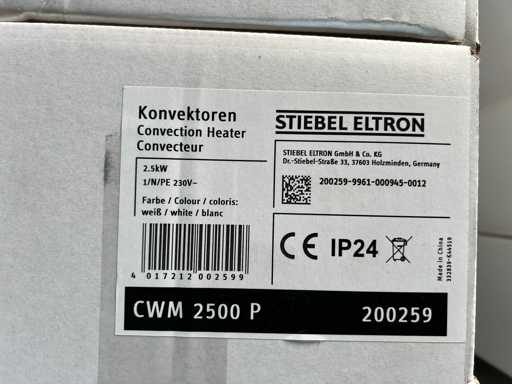 Konvektoren
Convection Heater
Convecteur
2.5kW
1/N/PE 230V~
Farbe / Colour / coloris:
weiß / white / blanc
4 017212 002599
STIEBEL ELTRON
STIEBEL ELTRON GmbH & Co. KG
Dr.-Stiebel-Straße 33, 37603 Holzminden, Germany
200259-9961-000945-0012
CE IP24
Made in China
CWM 2500 P 200259